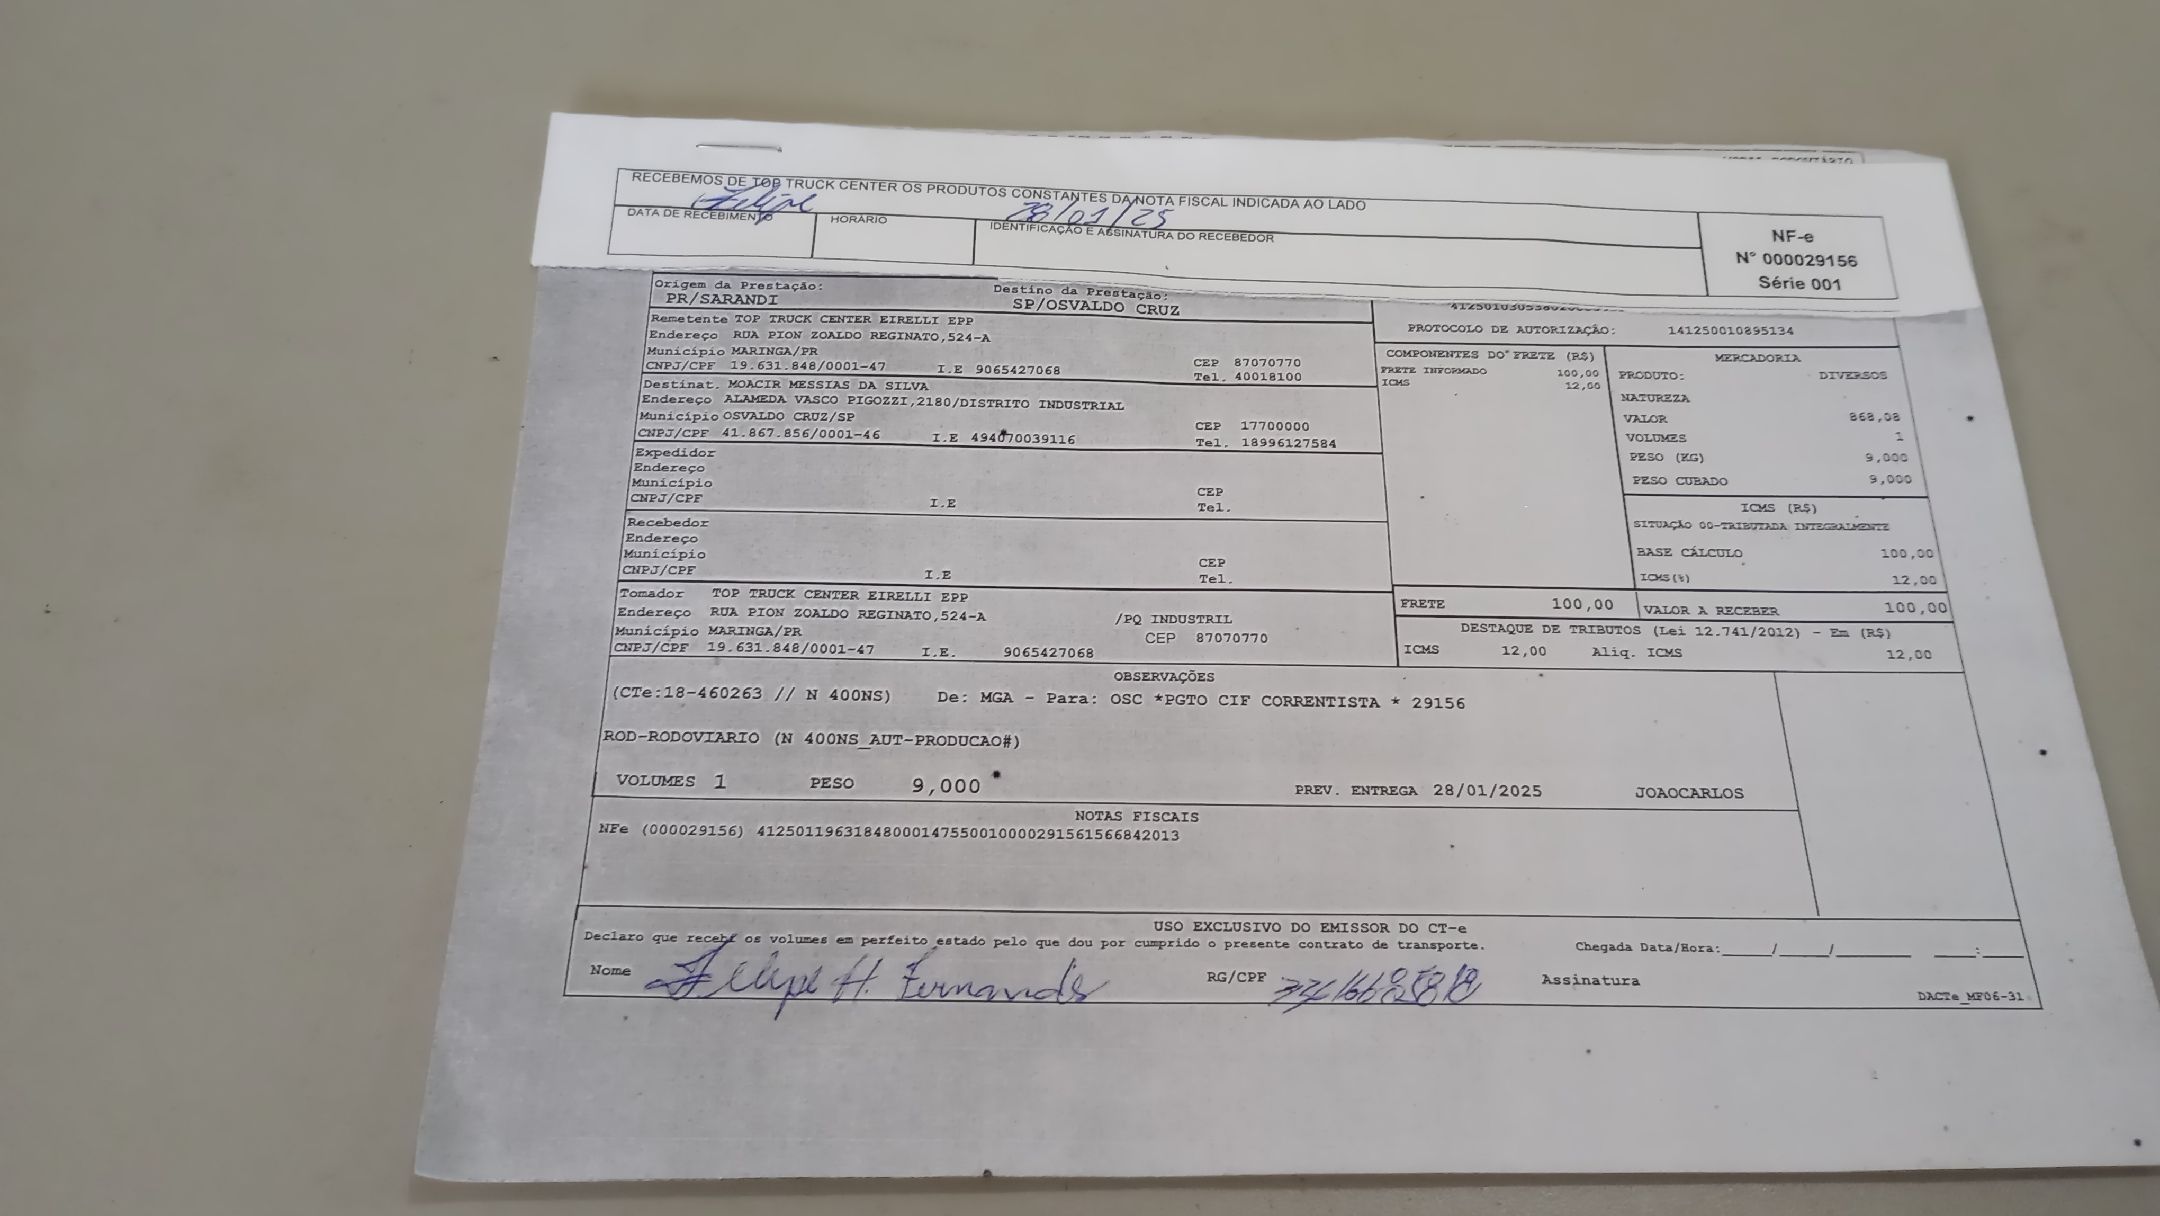 RECEBEMOS DE TOP TRUCK CENTER OS PRODUTOS CONSTANTES DA NOTA FISCAL INDICADA AO LADO
Felipe 28/01/25
DATA DE RECEBIMENTO HORÁRIO IDENTIFICAÇÃO E ASSINATURA DO RECEBEDOR
NF-e
N° 000029156
Série 001
Origem da Prestação: Destino da Prestação:
PR/SARANDI SP/OSVALDO CRUZ
Remetente TOP TRUCK CENTER EIRELLI EPP
Endereço RUA PION ZOALDO REGINATO,524-A
Município MARINGA/PR CEP 87070770
CNPJ/CPF 19.631.848/0001-47 I.E 9065427068 Tel. 40018100
Destinat. MOACIR MESSIAS DA SILVA
Endereço ALAMEDA VASCO PIGOZZI,2180/DISTRITO INDUSTRIAL
Município OSVALDO CRUZ/SP CEP 17700000
CNPJ/CPF 41.867.856/0001-46 I.E 494070039116 Tel. 18996127584
Expedidor
Endereço
Município CEP
CNPJ/CPF I.E Tel.
Recebedor
Endereço
Município CEP
CNPJ/CPF I.E Tel.
Tomador TOP TRUCK CENTER EIRELLI EPP
Endereço RUA PION ZOALDO REGINATO,524-A /PQ INDUSTRIL
Município MARINGA/PR CEP 87070770
CNPJ/CPF 19.631.848/0001-47 I.E. 9065427068
PROTOCOLO DE AUTORIZAÇÃO: 141250010895134
COMPONENTES DO FRETE (R$)
FRETE INFORMADO 100,00
ICMS 12,00
MERCADORIA
PRODUTO: DIVERSOS
NATUREZA
VALOR 868,08
VOLUMES 1
PESO (KG) 9,000
PESO CUBADO 9,000
ICMS (R$)
SITUAÇÃO 00-TRIBUTADA INTEGRALMENTE
BASE CÁLCULO 100,00
ICMS(%) 12,00
FRETE 100,00 VALOR A RECEBER 100,00
DESTAQUE DE TRIBUTOS (Lei 12.741/2012) - Em (R$)
ICMS 12,00 Aliq. ICMS 12,00
OBSERVAÇÕES
(CTe:18-460263 // N 400NS) De: MGA - Para: OSC *PGTO CIF CORRENTISTA * 29156
ROD-RODOVIARIO (N 400NS_AUT-PRODUCAO#)
VOLUMES 1 PESO 9,000 PREV. ENTREGA 28/01/2025 JOAOCARLOS
NOTAS FISCAIS
NFe (000029156) 41250119631848000147550010000291561566842013
USO EXCLUSIVO DO EMISSOR DO CT-e
Declaro que recebi os volumes em perfeito estado pelo que dou por cumprido o presente contrato de transporte. Chegada Data/Hora:____/____/______ ____:____
Nome Felipe H. Fernands RG/CPF Assinatura
DACTe_MF06-31